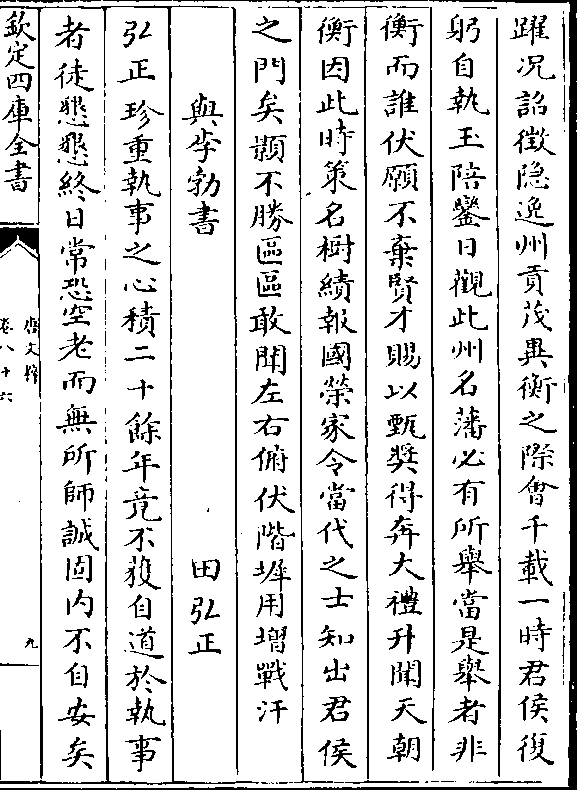 躍況詔徵隐逸州貢茂異衡之際會千載一時君侯復
躬自執玉陪鑾日觀此州名藩必有所舉當是舉者非
衡而誰伏願不棄賢才賜以甄奬得奔大禮升聞天朝
衡因此時策名樹績報國榮家令當代之士知出君侯
之門矣顥不勝區區敢聞左右俯伏階墀用增戰汗
與李勃書
田弘正
弘正珍重執事之心積二十餘年竟不獲自道於執事
者徒懇懇終日常恐空老而無所師誠固内不自安矣
欽定四庫全書
唐文粹
卷八十六
九